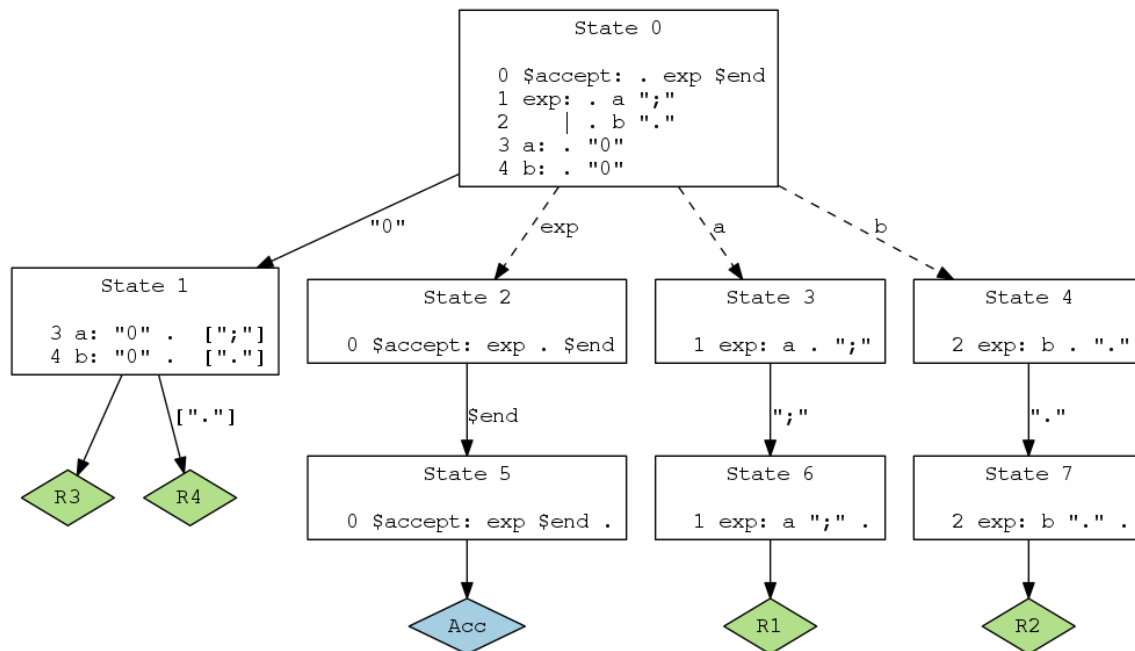 State 0
0 $accept: . exp $end
1 exp: . a ";"
2 | . b "."
3 a: . "0"
4 b: . "0"
"0"
exp
a
b
State 1
3 a: "0" . [";"]
4 b: "0" . ["."]
State 2
0 $accept: exp . $end
State 3
1 exp: a . ";"
State 4
2 exp: b . "."
["."]
$end
";"
"."
R3
R4
State 5
0 $accept: exp $end .
State 6
1 exp: a ";" .
State 7
2 exp: b "." .
Acc
R1
R2